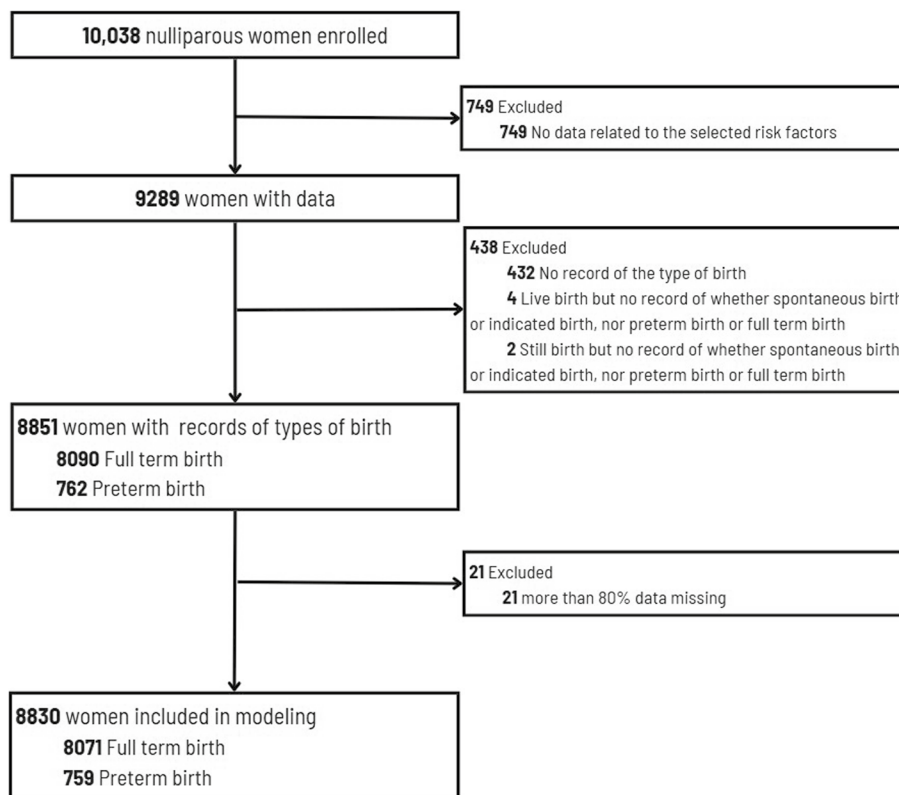 10,038 nulliparous women enrolled
749 Excluded
749 No data related to the selected risk factors
9289 women with data
438 Excluded
432 No record of the type of birth
4 Live birth but no record of whether spontaneous birth
or indicated birth, nor preterm birth or full term birth
2 Still birth but no record of whether spontaneous birth
or indicated birth, nor preterm birth or full term birth
8851 women with records of types of birth
8090 Full term birth
762 Preterm birth
21 Excluded
21 more than 80% data missing
8830 women included in modeling
8071 Full term birth
759 Preterm birth